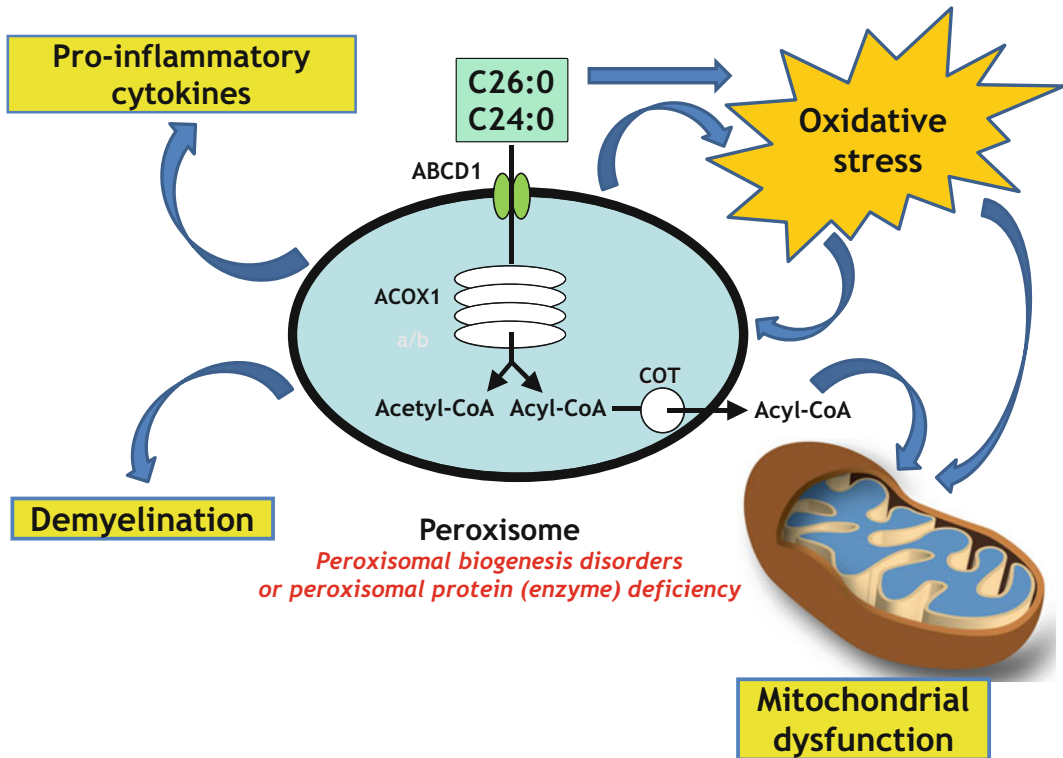 Pro-inflammatory
cytokines
C26:0
C24:0
Oxidative
stress
ABCD1
ACOX1
a/b
COT
Acetyl-CoA
Acyl-CoA
Acyl-CoA
Demyelination
Peroxisome
Peroxisomal biogenesis disorders
or peroxisomal protein (enzyme) deficiency
Mitochondrial
dysfunction